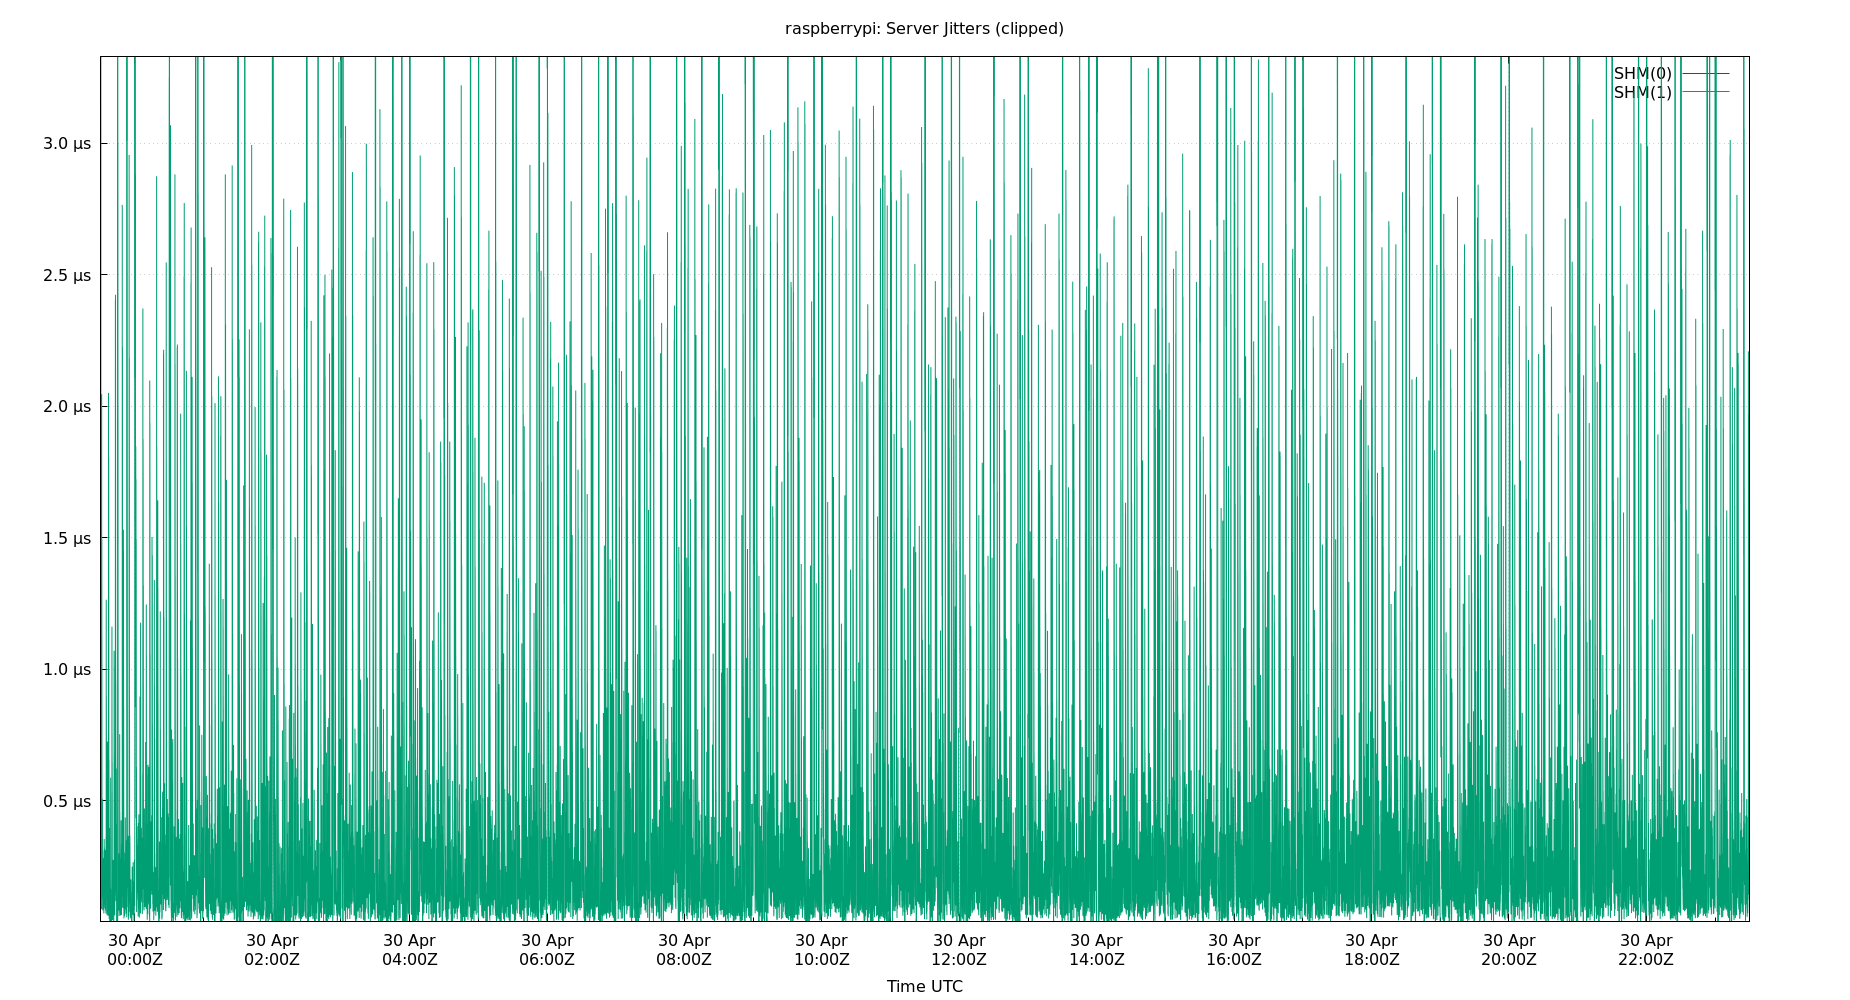 raspberrypi: Server Jitters (clipped)
SHM(0)
SHM(1)
3.0 µs
2.5 µs
2.0 µs
1.5 µs
1.0 µs
0.5 µs
30 Apr 30 Apr 30 Apr 30 Apr 30 Apr 30 Apr 30 Apr 30 Apr 30 Apr 30 Apr 30 Apr 30 Apr
00:00Z 02:00Z 04:00Z 06:00Z 08:00Z 10:00Z 12:00Z 14:00Z 16:00Z 18:00Z 20:00Z 22:00Z
Time UTC